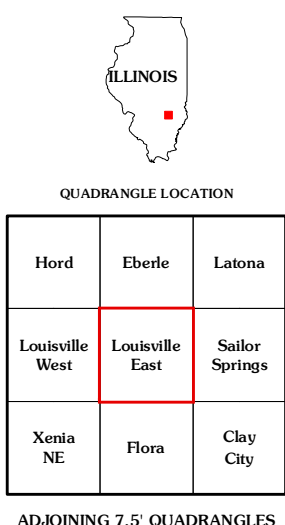 ILLINOIS
QUADRANGLE LOCATION
Hord
Eberle
Latona
Louisville
West
Louisville
East
Sailor
Springs
Xenia
NE
Flora
Clay
City
ADJOINING 7.5' QUADRANGLES